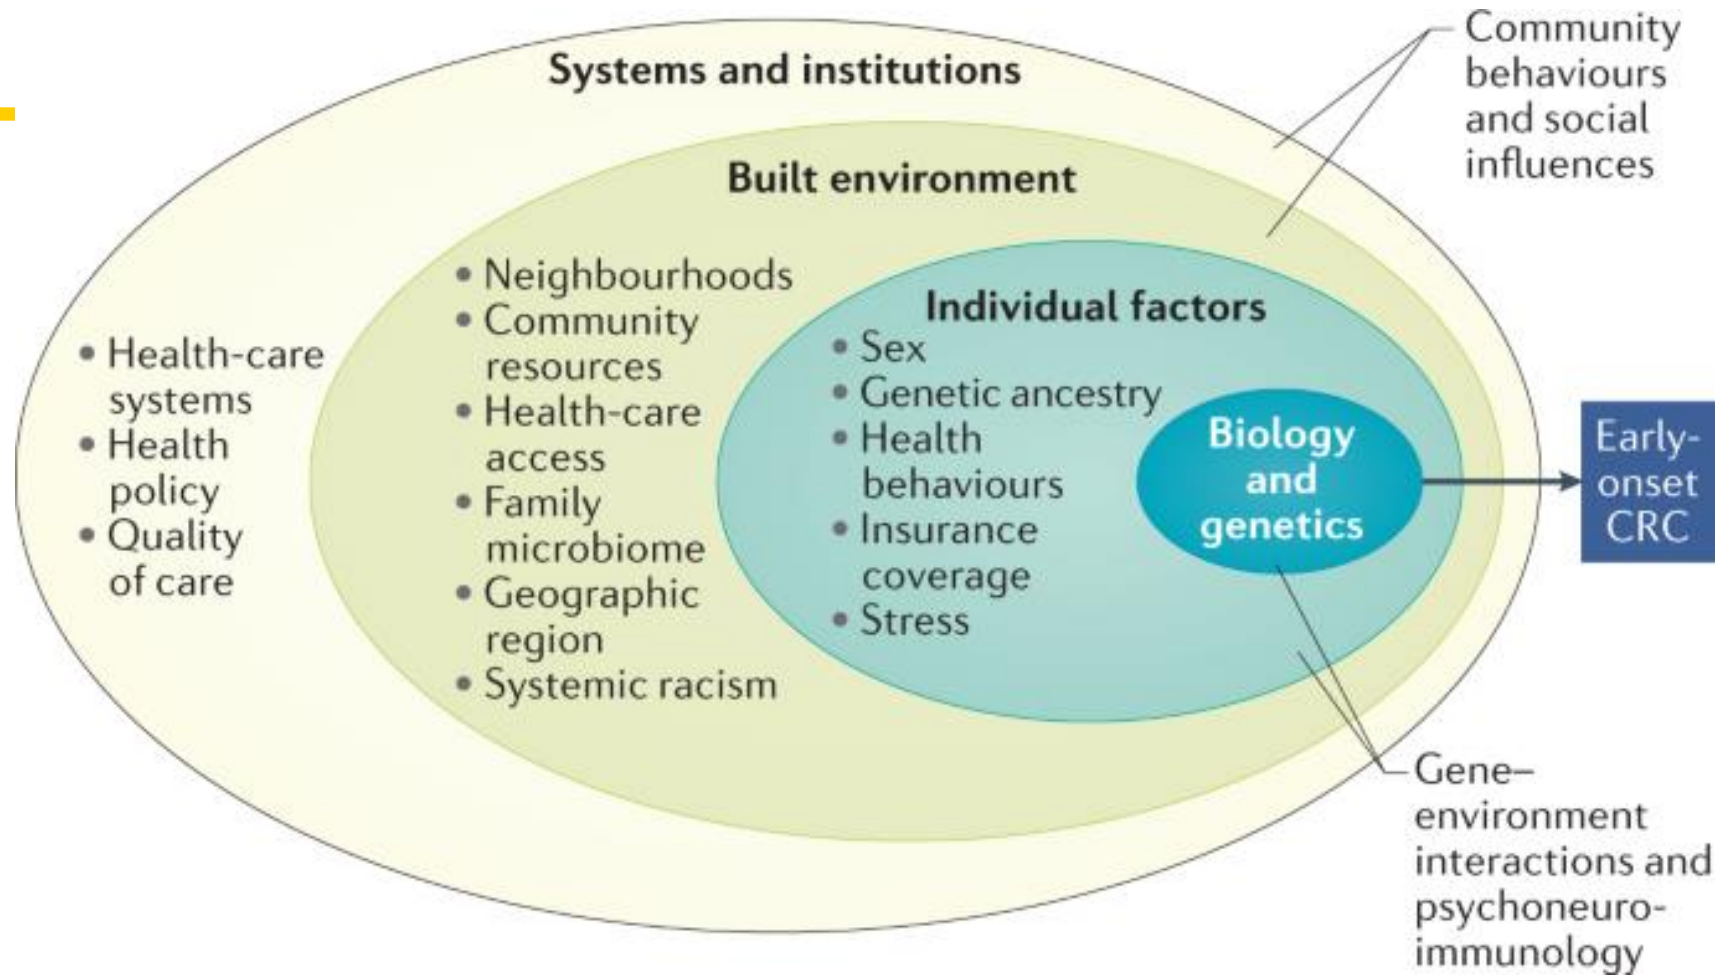 Systems and institutions
• Health-care
systems
• Health
policy
• Quality
of care
Built environment
• Neighbourhoods
• Community
resources
• Health-care
access
• Family
microbiome
• Geographic
region
• Systemic racism
Individual factors
• Sex
• Genetic ancestry
• Health
behaviours
• Insurance
coverage
• Stress
Biology
and
genetics
Early-
onset
CRC
Community
behaviours
and social
influences
Gene–
environment
interactions and
psychoneuro-
immunology